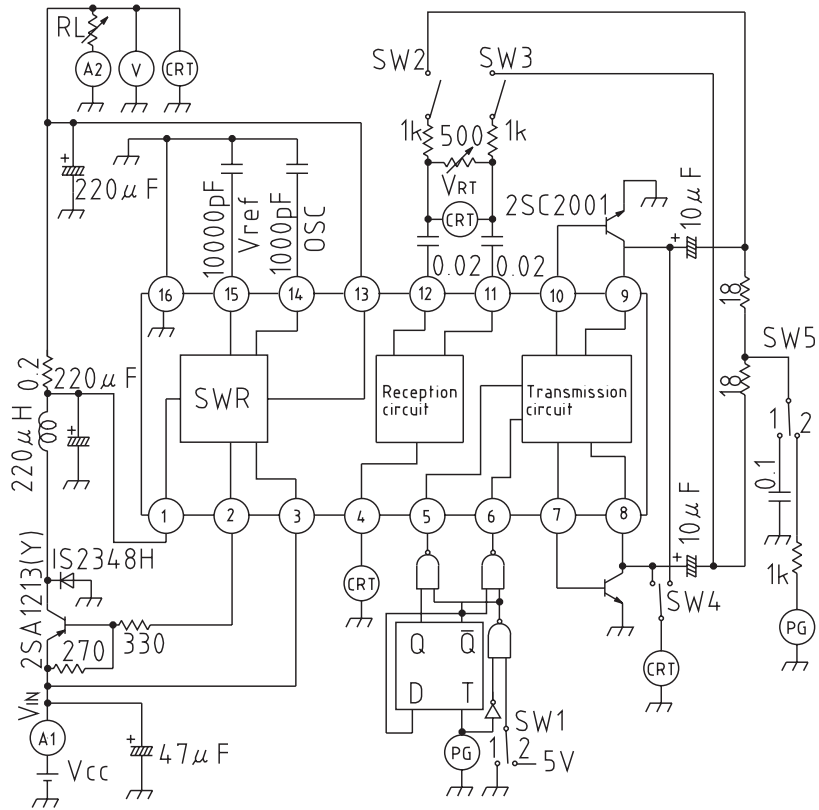 RL
A2
V
CRT
SW2
SW3
1k
500
1k
VRT
CRT
220μF
10000pF
Vref
1000pF
OSC
2SC2001
10μF
0.02
0.02
16
15
14
13
12
11
10
9
18
SW5
0.2
220μF
SWR
Reception
circuit
Transmission
circuit
18
1
2
220μH
0.1
1
2
3
4
5
6
7
8
10μF
IS2348H
CRT
1k
2SA1213(Y)
SW4
330
270
Q
Q̅
PG
D
T
CRT
VIN
SW1
A1
47μF
PG
1
2
5V
VCC